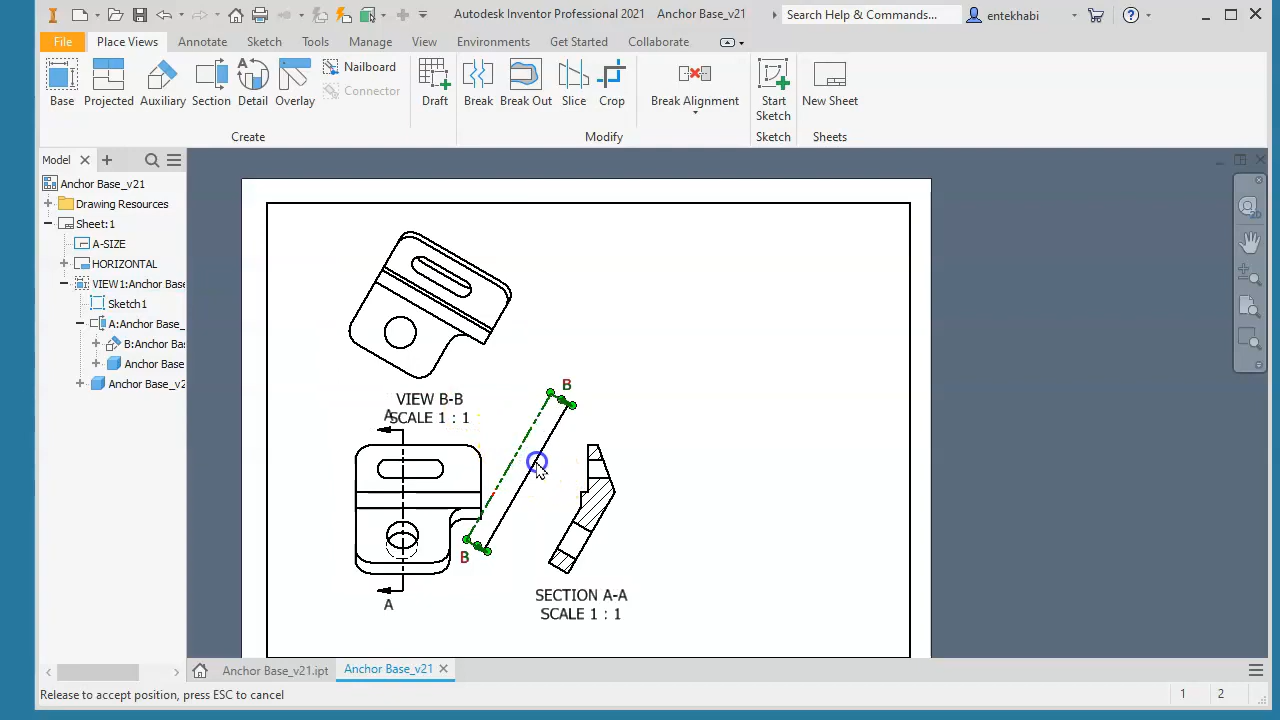 Autodesk Inventor Professional 2021 Anchor Base_v21
Search Help & Commands...
entekhabi
File Place Views Annotate Sketch Tools Manage View Environments Get Started Collaborate
Base
Projected
Auxiliary
Section
Detail
Overlay
Nailboard
Connector
Draft
Break
Break Out
Slice
Crop
Break Alignment
Start
Sketch
New Sheet
Create
Modify
Sketch
Sheets
Model
Anchor Base_v21
Drawing Resources
Sheet:1
A-SIZE
HORIZONTAL
VIEW1:Anchor Base
Sketch1
A:Anchor Base_
B:Anchor Ba
Anchor Base
Anchor Base_v2
VIEW B-B
SCALE 1 : 1
A
A
B
B
SECTION A-A
SCALE 1 : 1
Anchor Base_v21.ipt
Anchor Base_v21
Release to accept position, press ESC to cancel
1
2